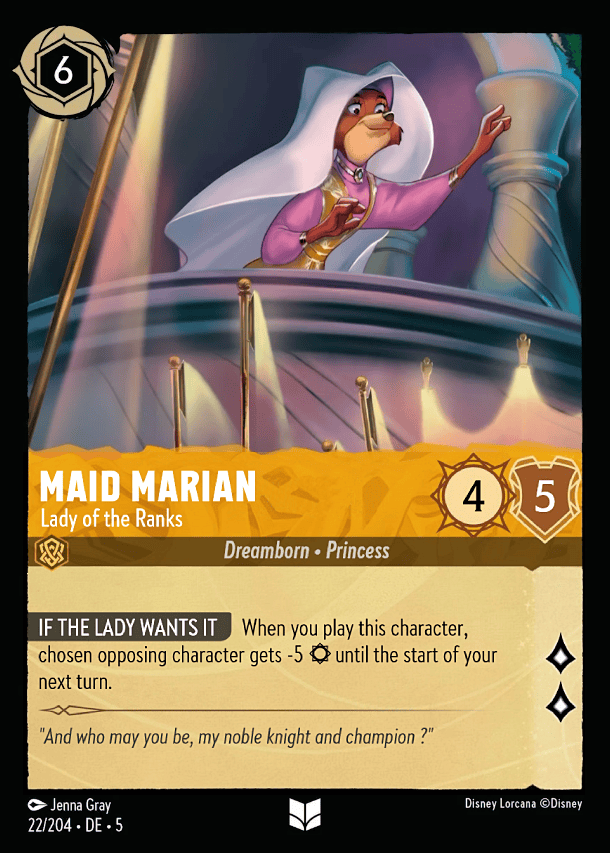 6
MAID MARIAN
Lady of the Ranks
4
5
Dreamborn • Princess
IF THE LADY WANTS IT When you play this character,
chosen opposing character gets -5 until the start of your
next turn.
"And who may you be, my noble knight and champion ?"
Jenna Gray
Disney Lorcana ©Disney
22/204 • DE • 5